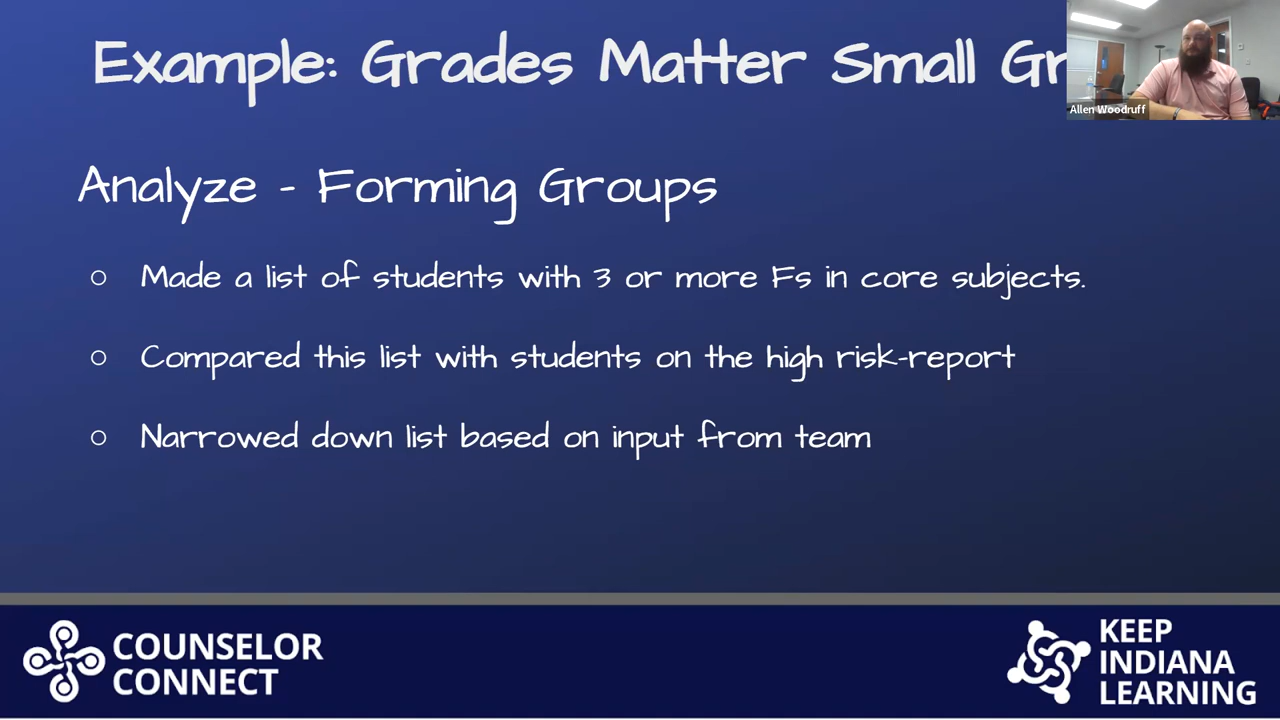 Example: Grades Matter Small Gr
Allen Woodruff
Analyze - Forming Groups
Made a list of students with 3 or more Fs in core subjects.
Compared this list with students on the high risk-report
Narrowed down list based on input from team
COUNSELOR
CONNECT
KEEP
INDIANA
LEARNING